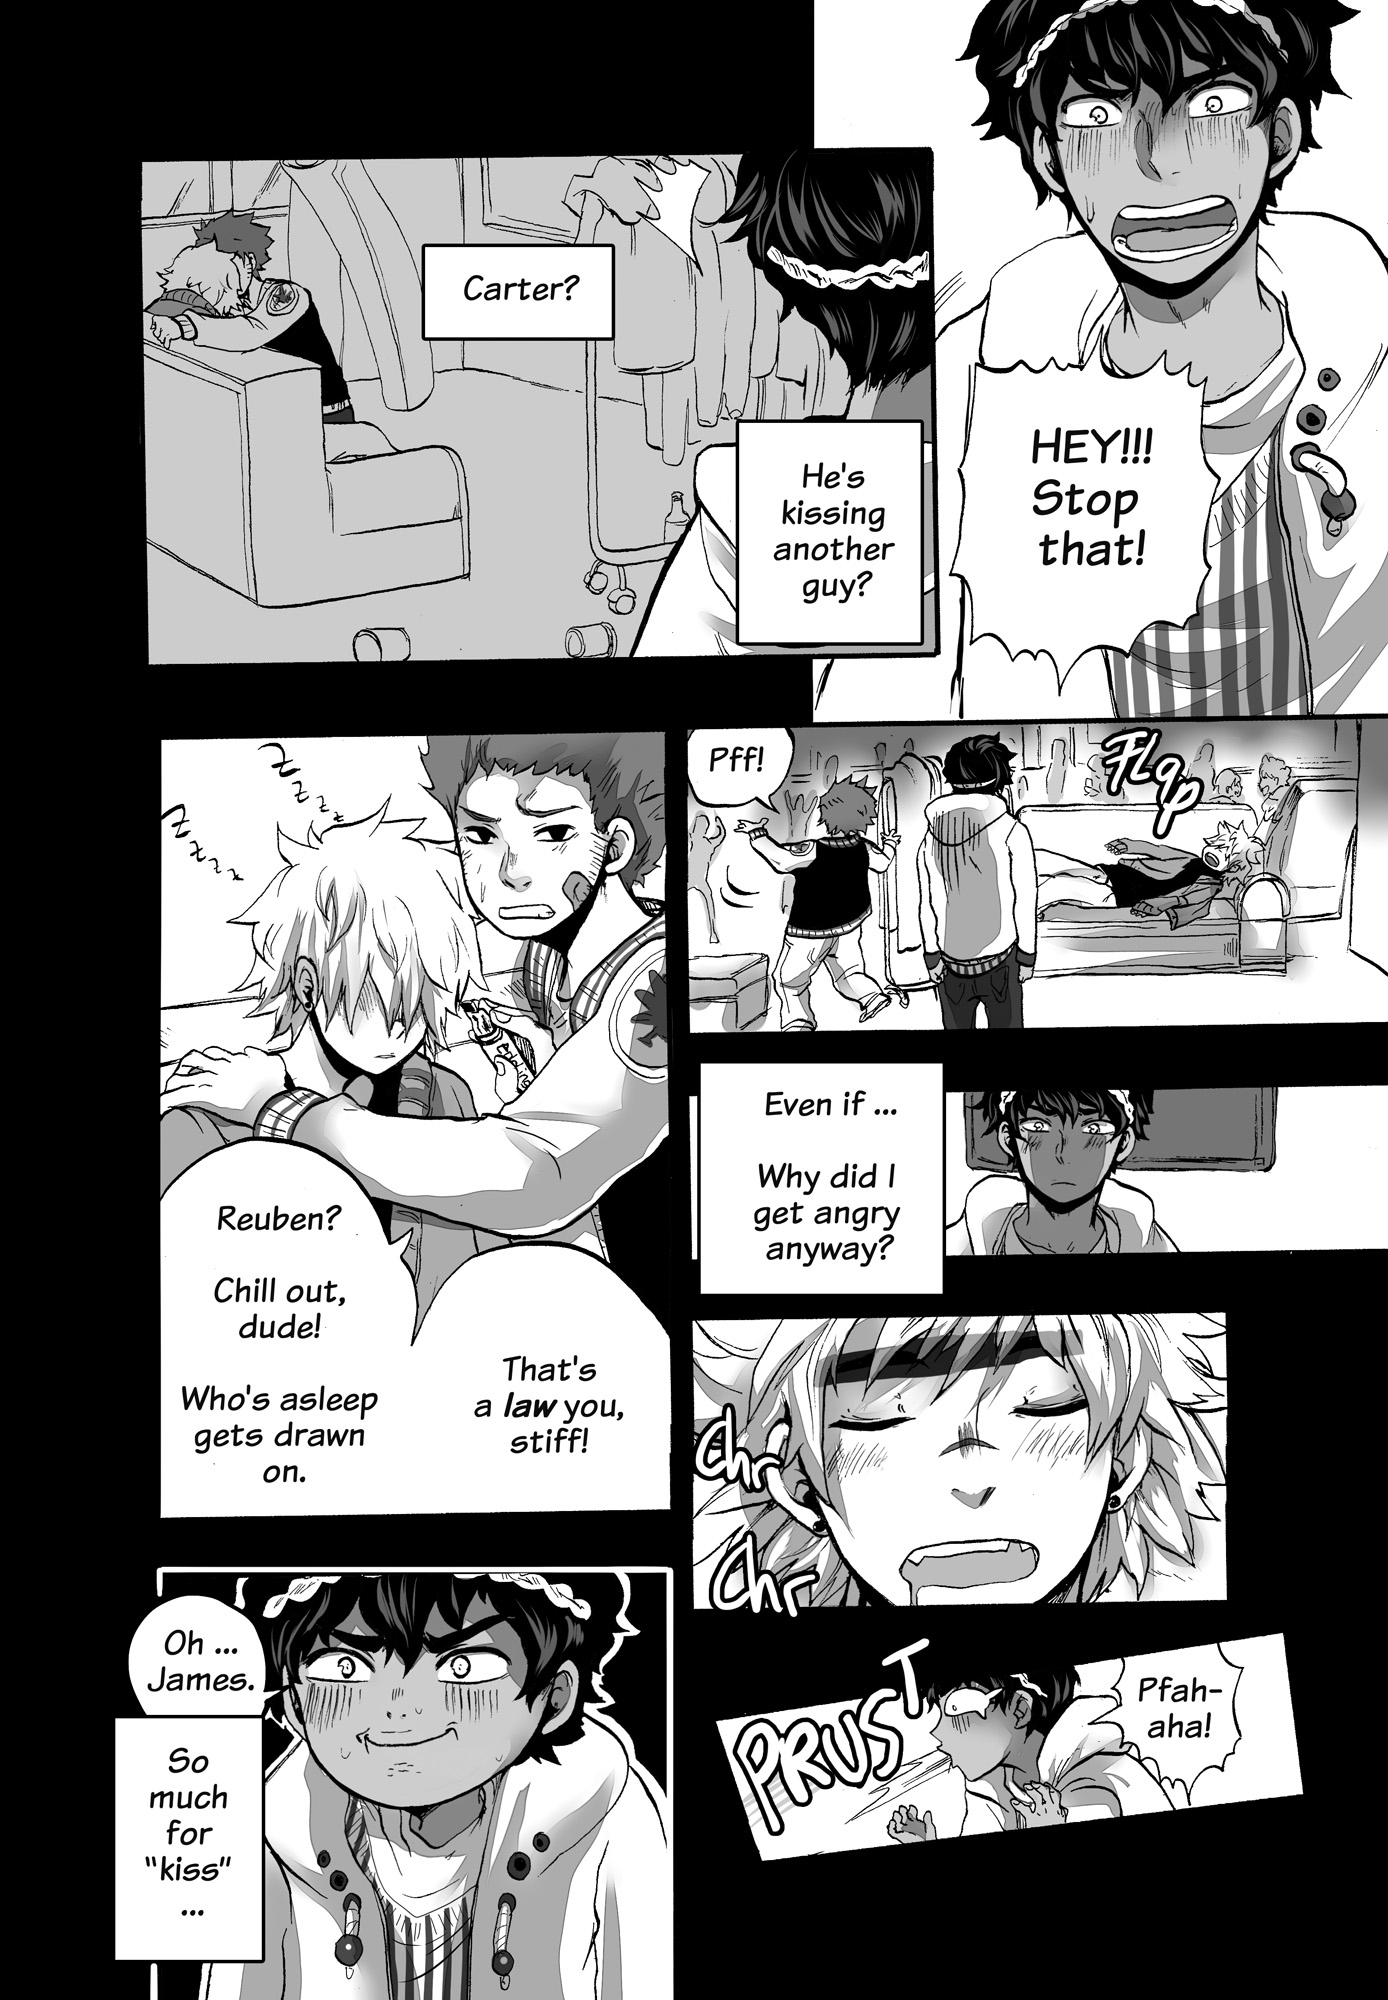 Carter?
He's
kissing
another
guy?
HEY!!!
Stop
that!
Z
Z
Z
Z
Z
Z
Z
Z
Reuben?
Chill out,
dude!
Who's asleep
gets drawn
on.
That's
a law you,
stiff!
Pff!
FLap
Even if ...
Why did I
get angry
anyway?
Chr
Chr
Oh ...
James.
So
much
for
“kiss”
...
PRUST
Pfah-
aha!